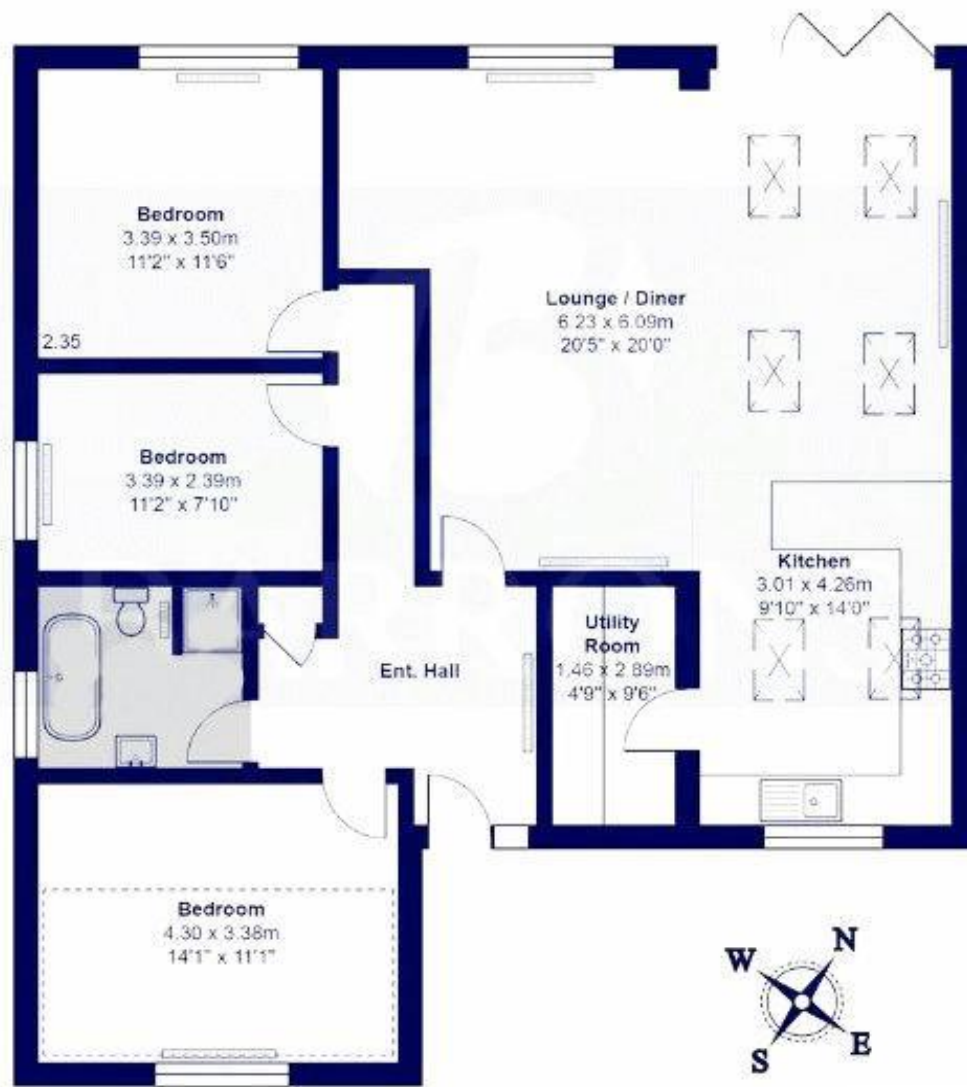 Bedroom
3.39 x 3.50m
11'2" x 11'6"
2.35
Lounge / Diner
6.23 x 6.09m
20'5" x 20'0"
Bedroom
3.39 x 2.39m
11'2" x 7'10"
Kitchen
3.01 x 4.26m
9'10" x 14'0"
Utility
Room
1.46 x 2.89m
4'9" x 9'6"
Ent. Hall
Bedroom
4.30 x 3.38m
14'1" x 11'1"
W
N
S
E